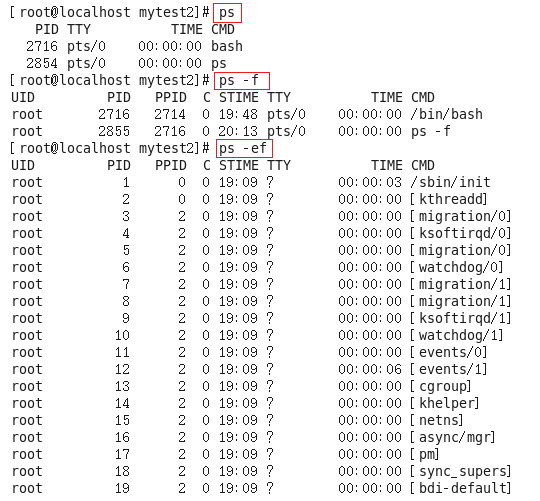 [root@localhost mytest2]# ps
PID TTY TIME CMD
2716 pts/0 00:00:00 bash
2854 pts/0 00:00:00 ps
[root@localhost mytest2]# ps -f
UID PID PPID C STIME TTY TIME CMD
root 2716 2714 0 19:48 pts/0 00:00:00 /bin/bash
root 2855 2716 0 20:13 pts/0 00:00:00 ps -f
[root@localhost mytest2]# ps -ef
UID PID PPID C STIME TTY TIME CMD
root 1 0 0 19:09 ? 00:00:03 /sbin/init
root 2 0 0 19:09 ? 00:00:00 [kthreadd]
root 3 2 0 19:09 ? 00:00:00 [migration/0]
root 4 2 0 19:09 ? 00:00:00 [ksoftirqd/0]
root 5 2 0 19:09 ? 00:00:00 [migration/0]
root 6 2 0 19:09 ? 00:00:00 [watchdog/0]
root 7 2 0 19:09 ? 00:00:00 [migration/1]
root 8 2 0 19:09 ? 00:00:00 [migration/1]
root 9 2 0 19:09 ? 00:00:00 [ksoftirqd/1]
root 10 2 0 19:09 ? 00:00:00 [watchdog/1]
root 11 2 0 19:09 ? 00:00:00 [events/0]
root 12 2 0 19:09 ? 00:00:06 [events/1]
root 13 2 0 19:09 ? 00:00:00 [cgroup]
root 14 2 0 19:09 ? 00:00:00 [khelper]
root 15 2 0 19:09 ? 00:00:00 [netns]
root 16 2 0 19:09 ? 00:00:00 [async/mgr]
root 17 2 0 19:09 ? 00:00:00 [pm]
root 18 2 0 19:09 ? 00:00:00 [sync_supers]
root 19 2 0 19:09 ? 00:00:00 [bdi-default]